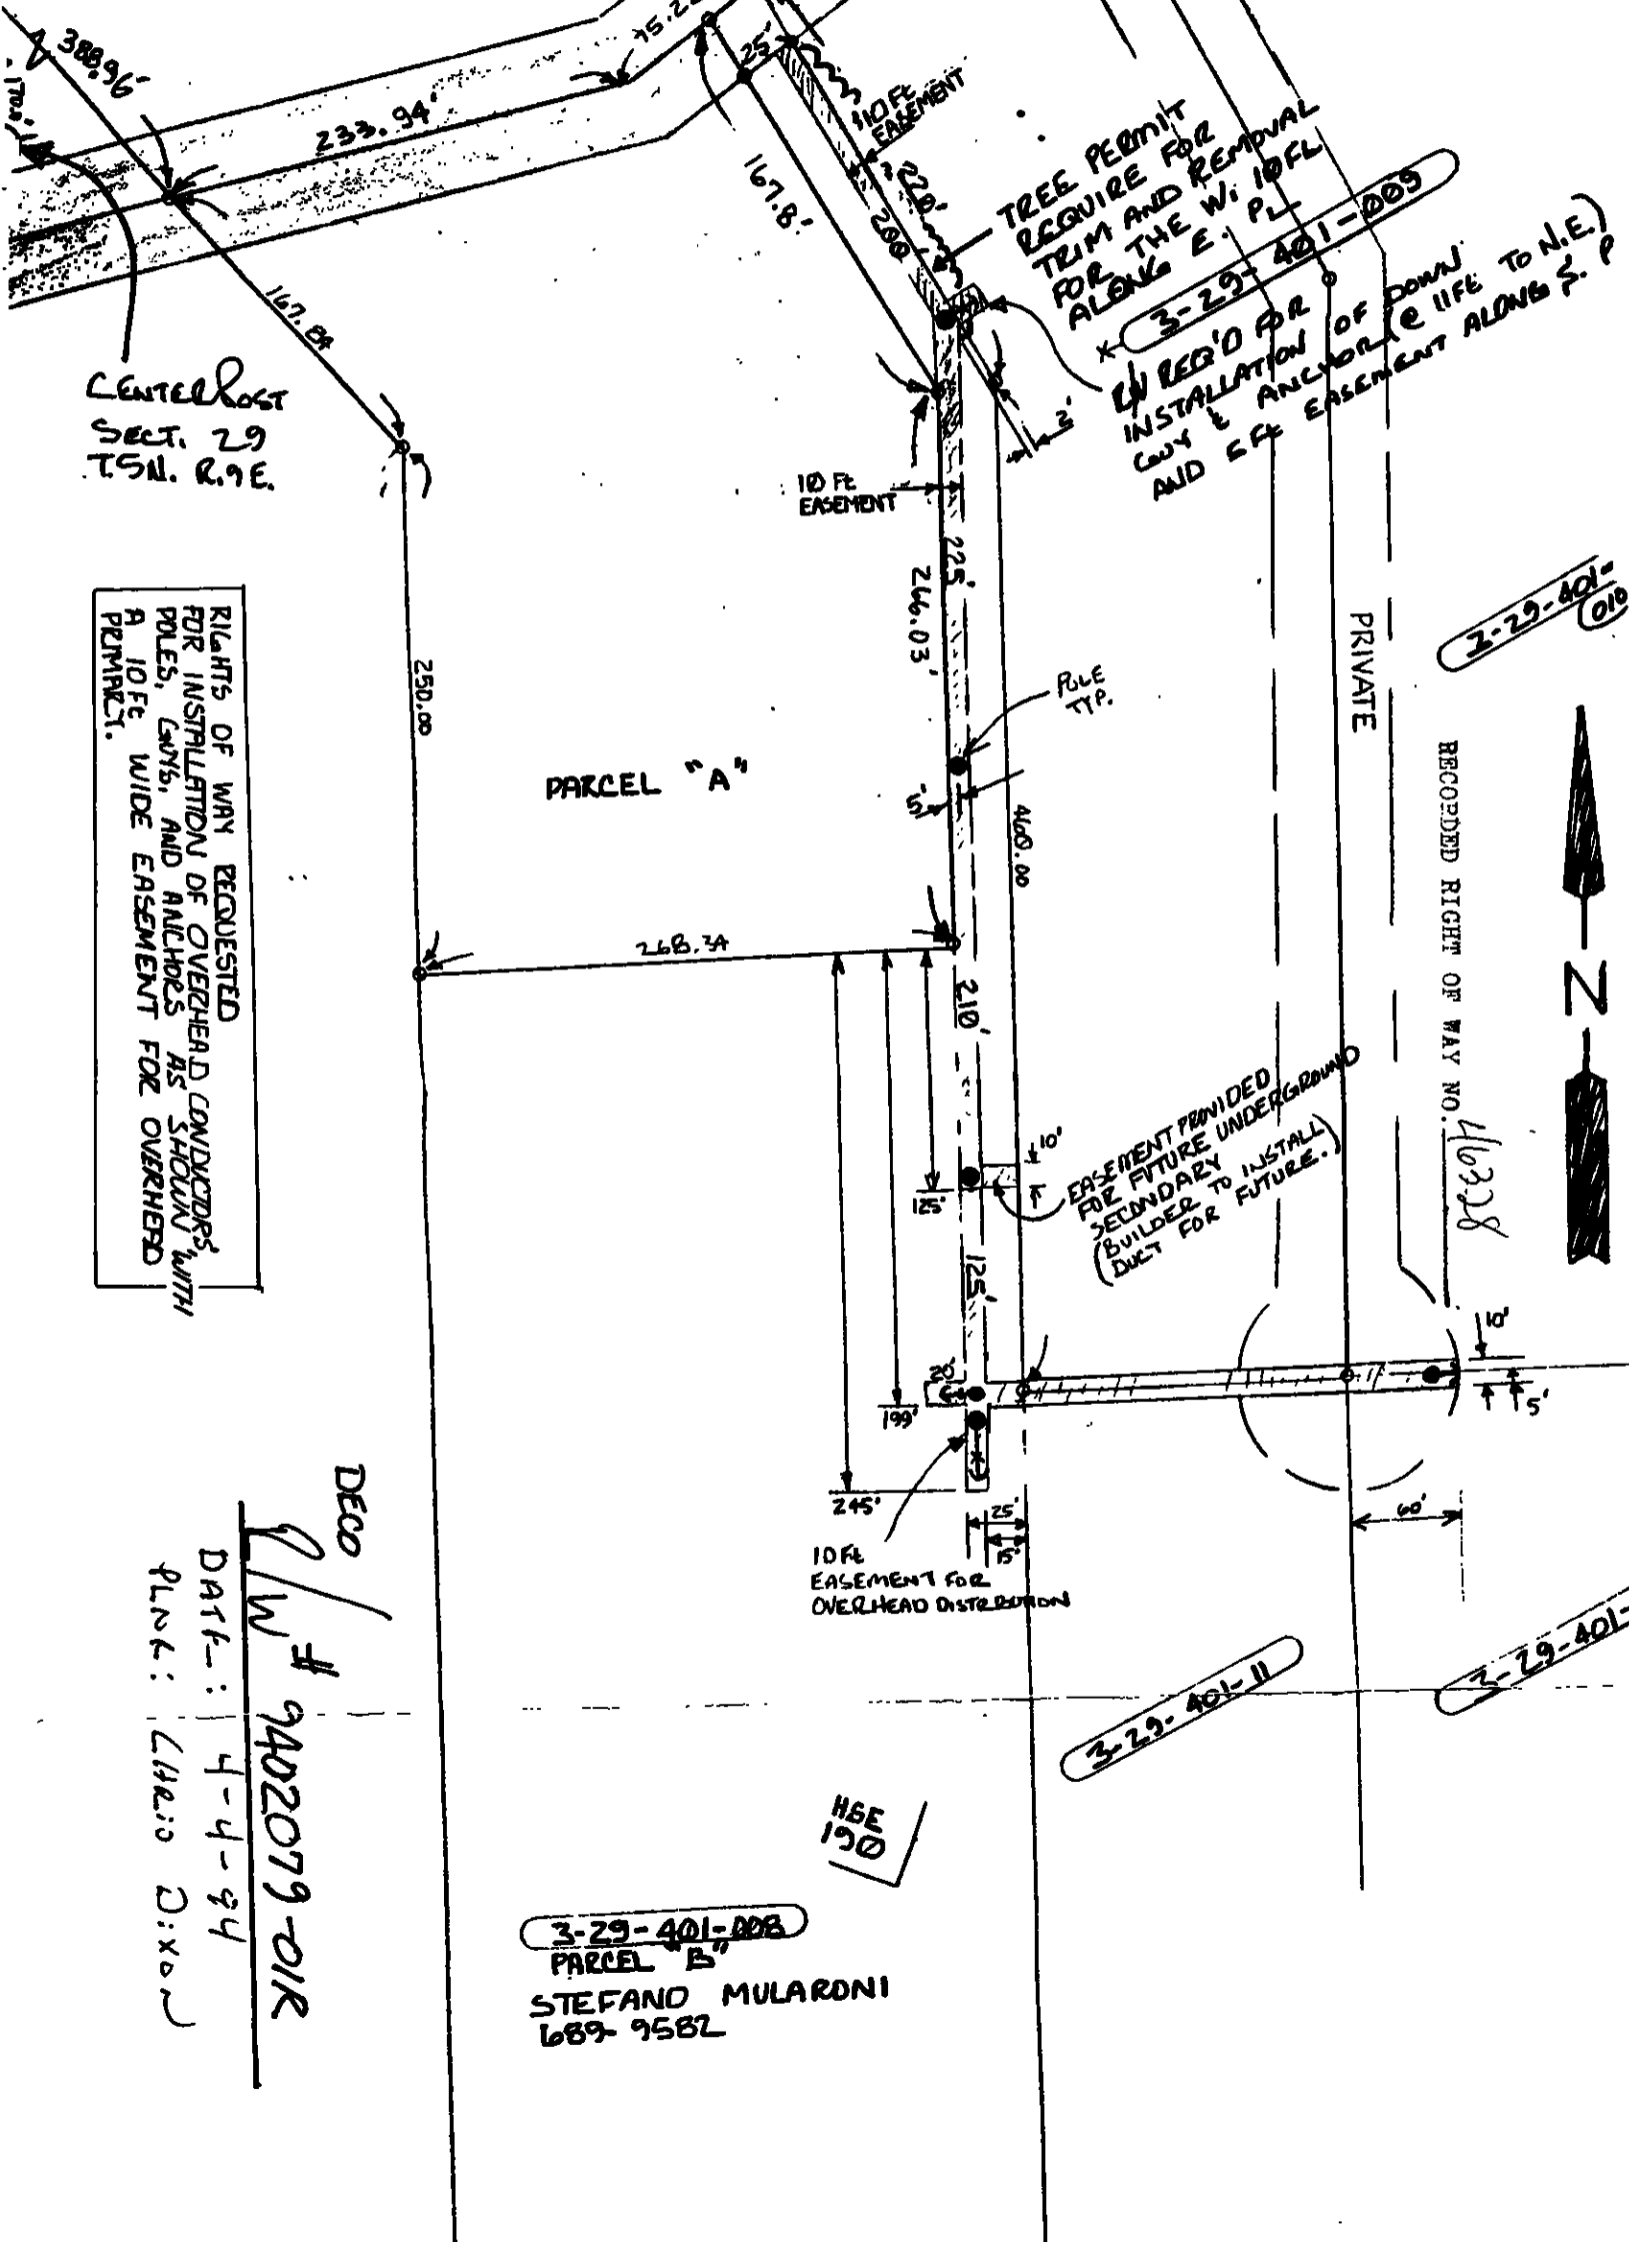 388.96'
233.94'
75.2
25'
10 Ft
EASEMENT
220'
200'
167.8'
167.84
TREE PERMIT
REQUIRE FOR
TRIM AND REMOVAL
FOR THE W. 10 FT
ALONG E. PL
3-29-401-009
R/W REQ'D FOR
INSTALLATION OF DOWN
GUY & ANCHOR (@ 11Ft TO N.E.)
AND 5 Ft EASEMENT ALONG S. P
2'
CENTER POST
SECT. 29
T.5N. R.9E.
10 Ft
EASEMENT
225'
266.03'
2-29-401-
010
PRIVATE
POLE
TYP.
5'
460.00
250.00
PARCEL "A"
RIGHTS OF WAY REQUESTED
FOR INSTALLATION OF OVERHEAD CONDUCTORS,
POLES, GUYS, AND ANCHORS AS SHOWN WITH
A 10 Ft WIDE EASEMENT FOR OVERHEAD
PRIMARY.
RECORDED RIGHT OF WAY NO. 46328
N
268.34
210'
10'
125'
EASEMENT PROVIDED
FOR FUTURE UNDERGROUND
SECONDARY
(BUILDER TO INSTALL
DUCT FOR FUTURE.)
125'
20'
199'
245'
10'
5'
25'
15'
60'
10 Ft
EASEMENT FOR
OVERHEAD DISTRIBUTION
DECO
R/W # 9402079-01R
DATE: 4-4-94
PLNR: CHRIS DIXON
3-29-401-11
3-29-401-
HSE
190
3-29-401-008
PARCEL "B"
STEFANO MULARONI
689-9582